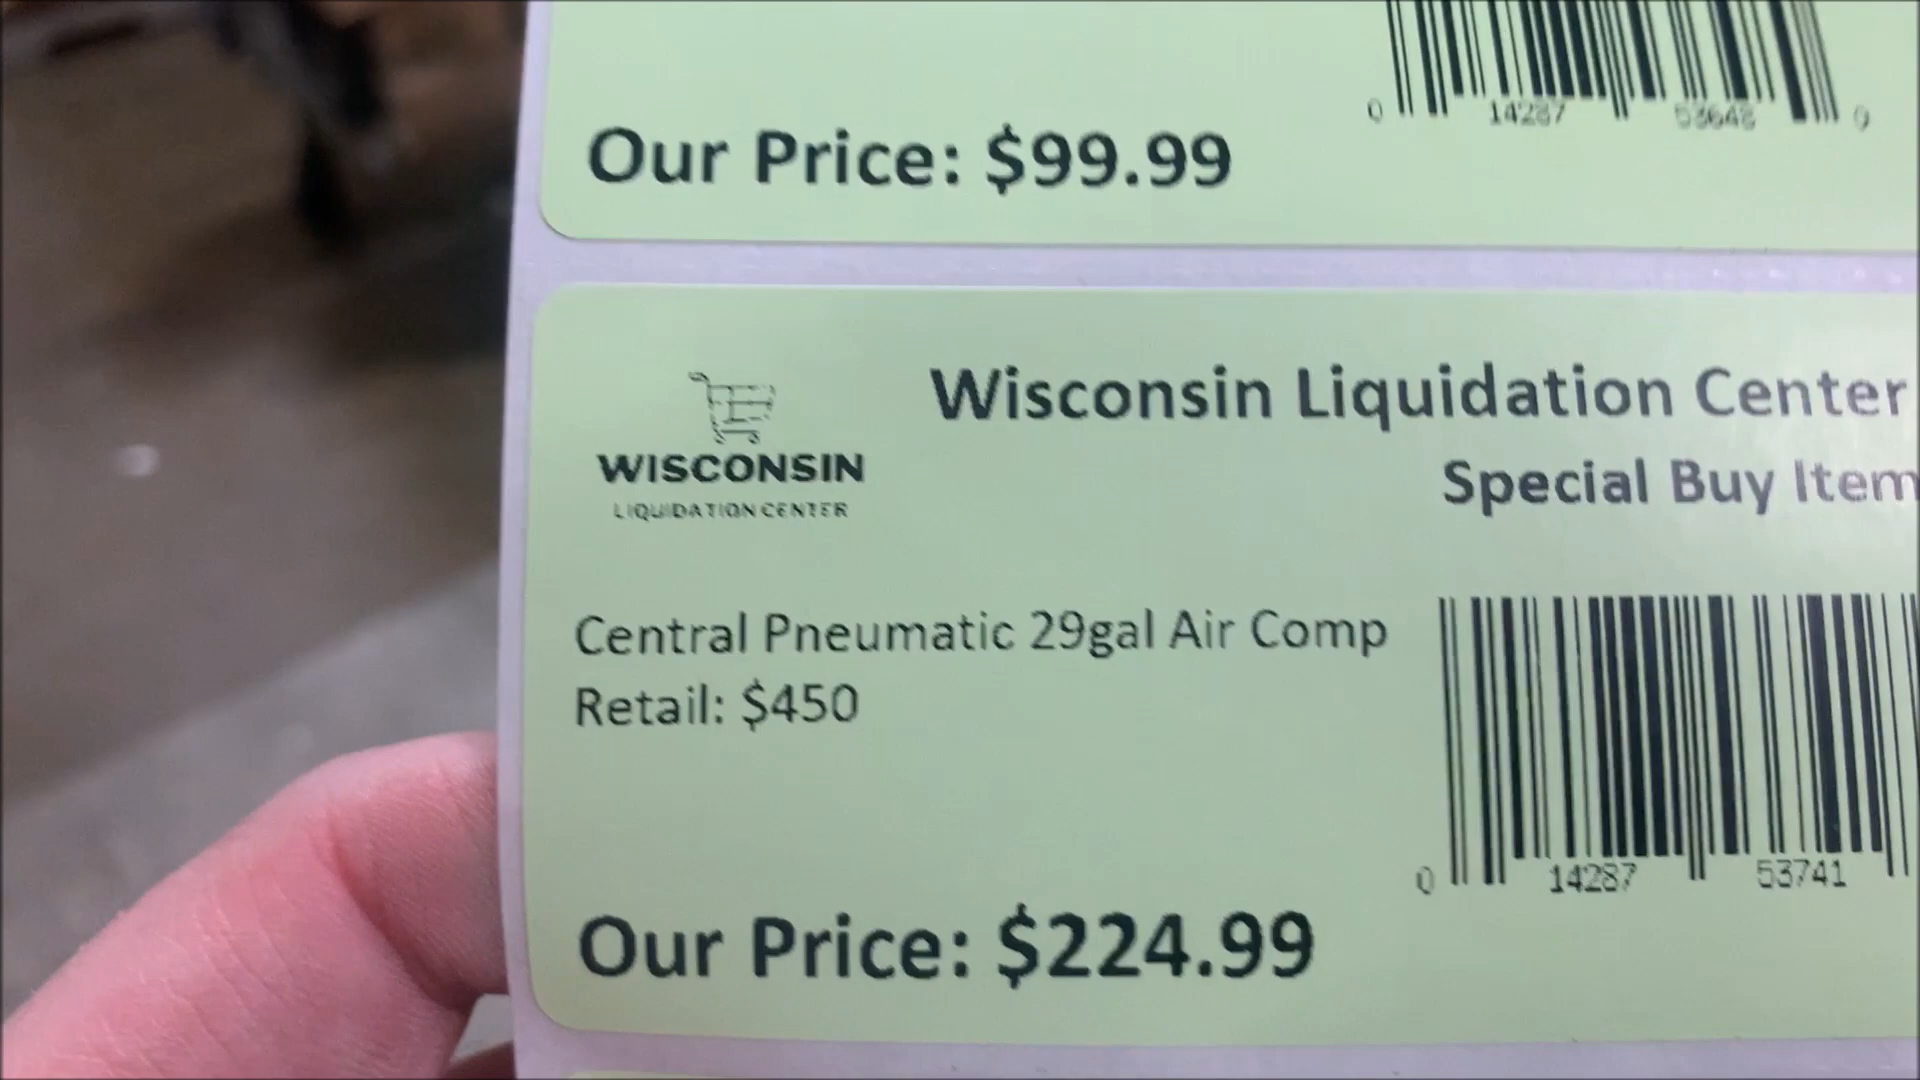 0 14287 53648 9
Our Price: $99.99
WISCONSIN
LIQUIDATION CENTER
Wisconsin Liquidation Center
Special Buy Item
Central Pneumatic 29gal Air Comp
Retail: $450
0 14287 53741
Our Price: $224.99